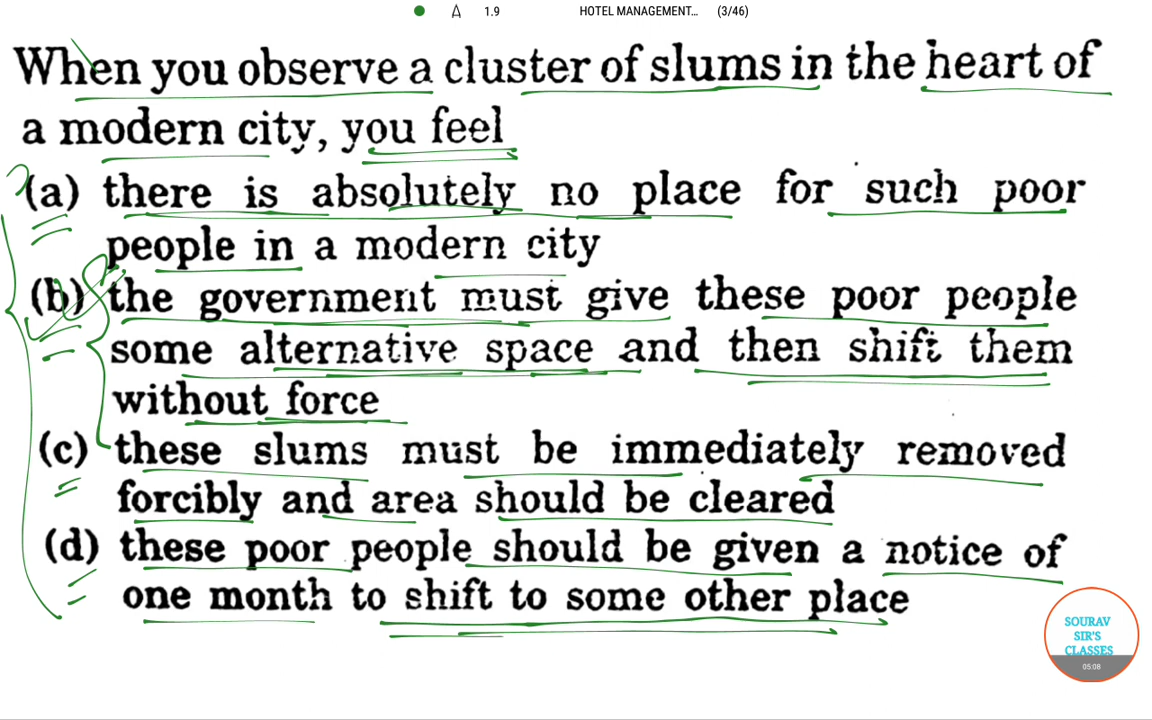 1.9 HOTEL MANAGEMENT... (3/46)
When you observe a cluster of slums in the heart of
a modern city, you feel
(a) there is absolutely no place for such poor
people in a modern city
(b) the government must give these poor people
some alternative space and then shift them
without force
(c) these slums must be immediately removed
forcibly and area should be cleared
(d) these poor people should be given a notice of
one month to shift to some other place
SOURAV
SIR'S
CLASSES
05:08